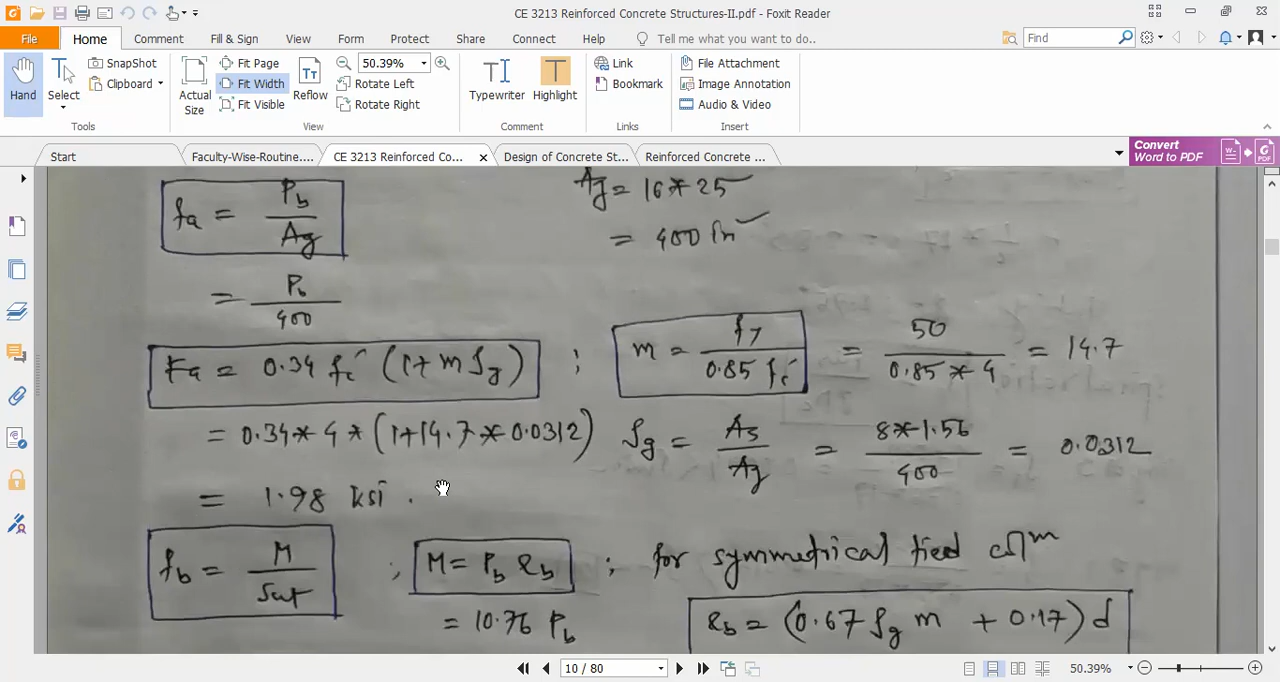 CE 3213 Reinforced Concrete Structures-II.pdf - Foxit Reader
File Home Comment Fill & Sign View Form Protect Share Connect Help Tell me what you want to do.. Find
Hand
Select
SnapShot
Clipboard
Tools
Actual Size
Fit Page
Fit Width
Fit Visible
Reflow
50.39%
Rotate Left
Rotate Right
View
Typewriter
Highlight
Comment
Link
Bookmark
Links
File Attachment
Image Annotation
Audio & Video
Insert
Start Faculty-Wise-Routine.... CE 3213 Reinforced Co... Design of Concrete St... Reinforced Concrete ...
Convert
Word to PDF
fa = Pb / Ag
Ag = 16*25
= 400 in
= Pb / 400
Fa = 0.34 fc' (1+mρg) ; m = fy / 0.85 fc' = 50 / 0.85*4 = 14.7
= 0.34*4*(1+14.7*0.0312) ρg = As / Ag = 8*1.56 / 400 = 0.0312
= 1.98 ksi .
fb = M / Sut ; M = Pb eb ; for symmetrical tied colm
= 10.76 Pb eb = (0.67 ρg m + 0.17) d
10 / 80
50.39%